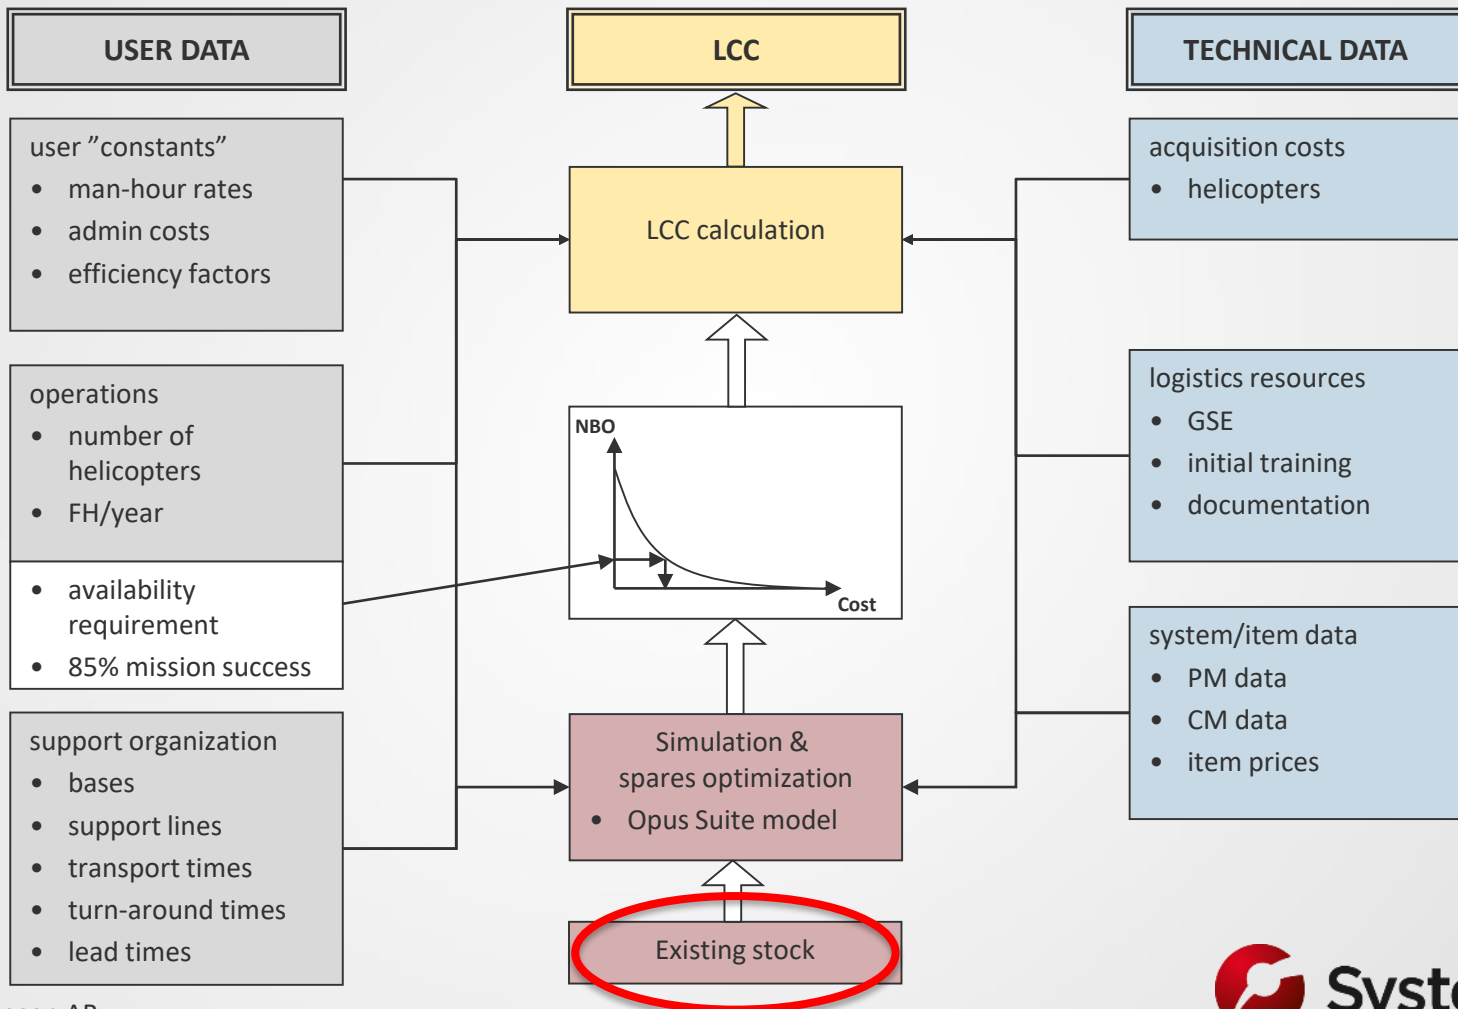 USER DATA
user ”constants”
• man-hour rates
• admin costs
• efficiency factors
operations
• number of
helicopters
• FH/year
• availability
requirement
• 85% mission success
support organization
• bases
• support lines
• transport times
• turn-around times
• lead times
LCC
LCC calculation
NBO
Cost
Simulation &
spares optimization
• Opus Suite model
Existing stock
TECHNICAL DATA
acquisition costs
• helicopters
logistics resources
• GSE
• initial training
• documentation
system/item data
• PM data
• CM data
• item prices
Syste